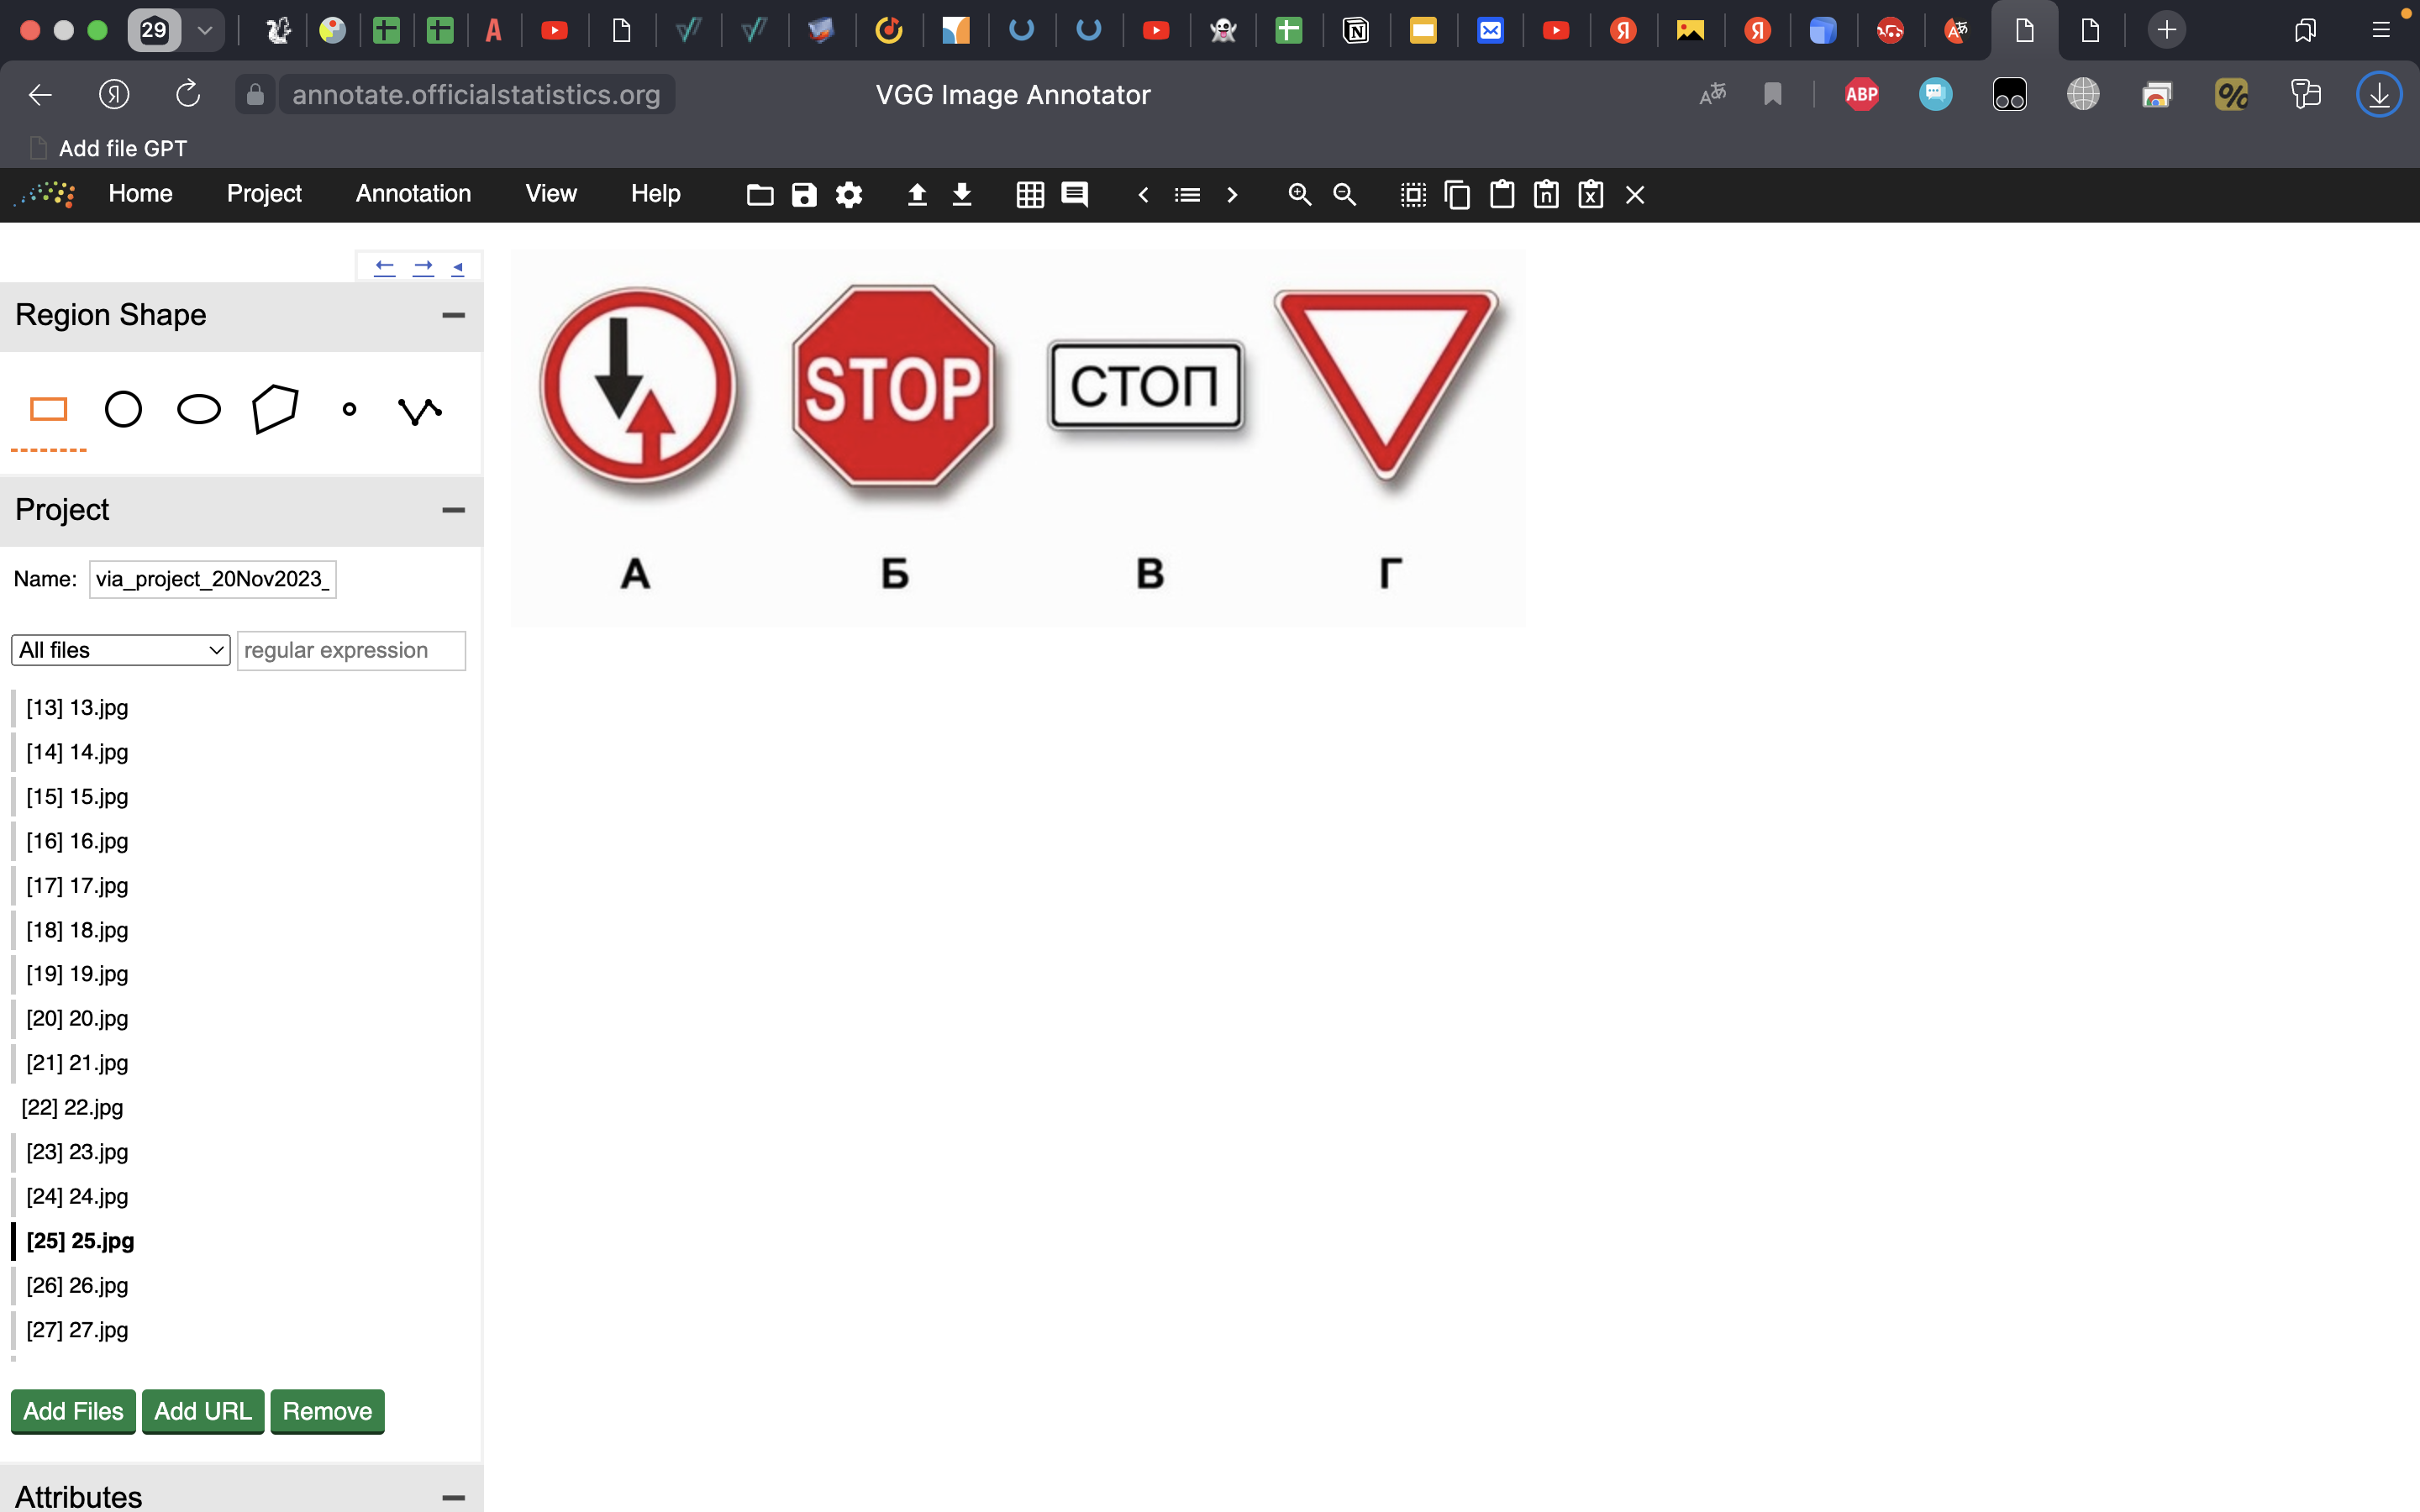 29
annotate.officialstatistics.org VGG Image Annotator ABP
Add file GPT
Home Project Annotation View Help
Region Shape
STOP СТОП
А Б В Г
Project
Name: via_project_20Nov2023_
All files regular expression
[13] 13.jpg
[14] 14.jpg
[15] 15.jpg
[16] 16.jpg
[17] 17.jpg
[18] 18.jpg
[19] 19.jpg
[20] 20.jpg
[21] 21.jpg
[22] 22.jpg
[23] 23.jpg
[24] 24.jpg
[25] 25.jpg
[26] 26.jpg
[27] 27.jpg
Add Files Add URL Remove
Attributes